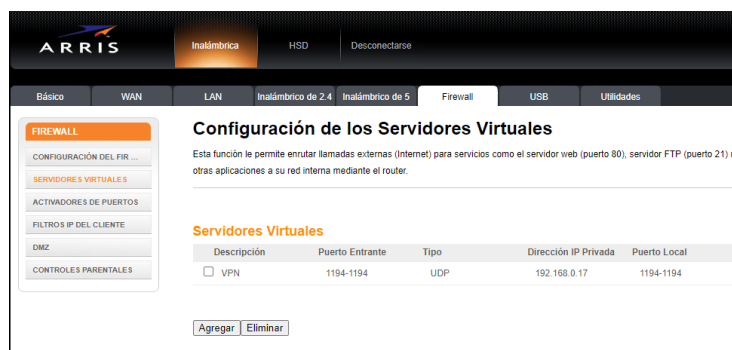 ARRIS
Inalámbrica HSD Desconectarse
Básico WAN LAN Inalámbrico de 2.4 Inalámbrico de 5 Firewall USB Utilidades
FIREWALL
CONFIGURACIÓN DEL FIR ...
SERVIDORES VIRTUALES
ACTIVADORES DE PUERTOS
FILTROS IP DEL CLIENTE
DMZ
CONTROLES PARENTALES
Configuración de los Servidores Virtuales
Esta función le permite enrutar llamadas externas (Internet) para servicios como el servidor web (puerto 80), servidor FTP (puerto 21)
otras aplicaciones a su red interna mediante el router.
Servidores Virtuales
Descripción Puerto Entrante Tipo Dirección IP Privada Puerto Local
VPN 1194-1194 UDP 192.168.0.17 1194-1194
Agregar Eliminar